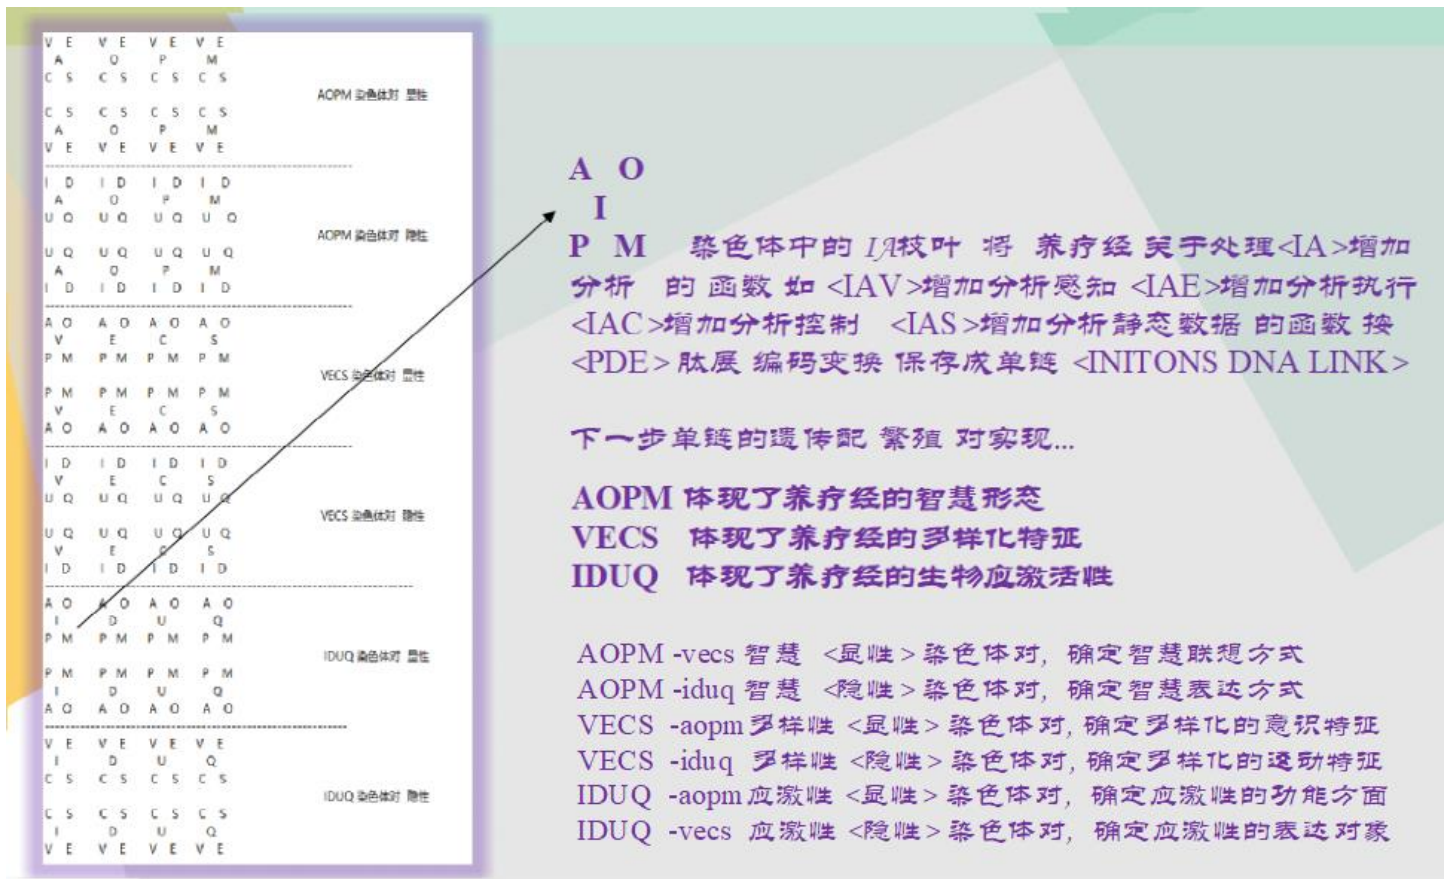 V E V E V E V E
A O P M
C S C S C S C S
AOPM 染色体对 显性
C S C S C S C S
A O P M
V E V E V E V E
I D I D I D I D
A O P M
U Q U Q U Q U Q
AOPM 染色体对 隐性
U Q U Q U Q U Q
A O P M
I D I D I D I D
A O A O A O A O
V E C S
P M P M P M P M
VECS 染色体对 显性
P M P M P M P M
V E C S
A O A O A O A O
I D I D I D I D
V E C S
U Q U Q U Q U Q
VECS 染色体对 隐性
U Q U Q U Q U Q
V E C S
I D I D I D I D
A O A O A O A O
I D U Q
P M P M P M P M
IDUQ 染色体对 显性
P M P M P M P M
I D U Q
A O A O A O A O
V E V E V E V E
I D U Q
C S C S C S C S
IDUQ 染色体对 隐性
C S C S C S C S
I D U Q
V E V E V E V E
A O
I
P M 染色体中的 IA枝叶 将 养疗经 关于处理<IA>增加
分析 的 函数 如 <IAV>增加分析感知 <IAE>增加分析执行
<IAC>增加分析控制 <IAS>增加分析静态数据 的函数 按
<PDE>肽展 编码变换 保存成单链 <INITONS DNA LINK>
下一步单链的遗传配 繁殖 对实现...
AOPM 体现了养疗经的智慧形态
VECS 体现了养疗经的多样化特征
IDUQ 体现了养疗经的生物应激活性
AOPM -vecs 智慧 <显性>染色体对, 确定智慧联想方式
AOPM -iduq 智慧 <隐性>染色体对, 确定智慧表达方式
VECS -aopm 多样性 <显性>染色体对, 确定多样化的意识特征
VECS -iduq 多样性 <隐性>染色体对, 确定多样化的运动特征
IDUQ -aopm 应激性 <显性>染色体对, 确定应激性的功能方面
IDUQ -vecs 应激性 <隐性>染色体对, 确定应激性的表达对象